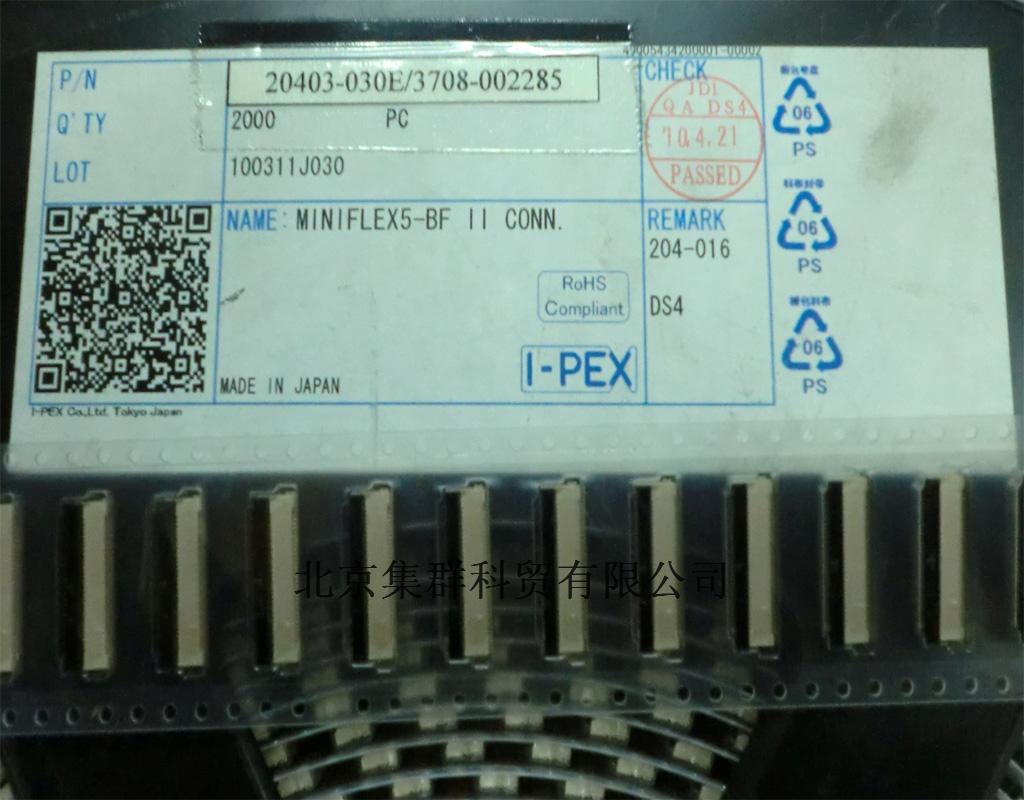 49005434200001-00002
P/N 20403-030E/3708-002285
Q'TY 2000 PC
LOT 100311J030
CHECK
JDI
QA DS4
'10.4.21
PASSED
NAME: MINIFLEX5-BF II CONN.
RoHS
Compliant
I-PEX
MADE IN JAPAN
REMARK
204-016
DS4
I-PEX Co.,Ltd. Tokyo Japan
06
PS
06
PS
06
PS
北京集群科贸有限公司